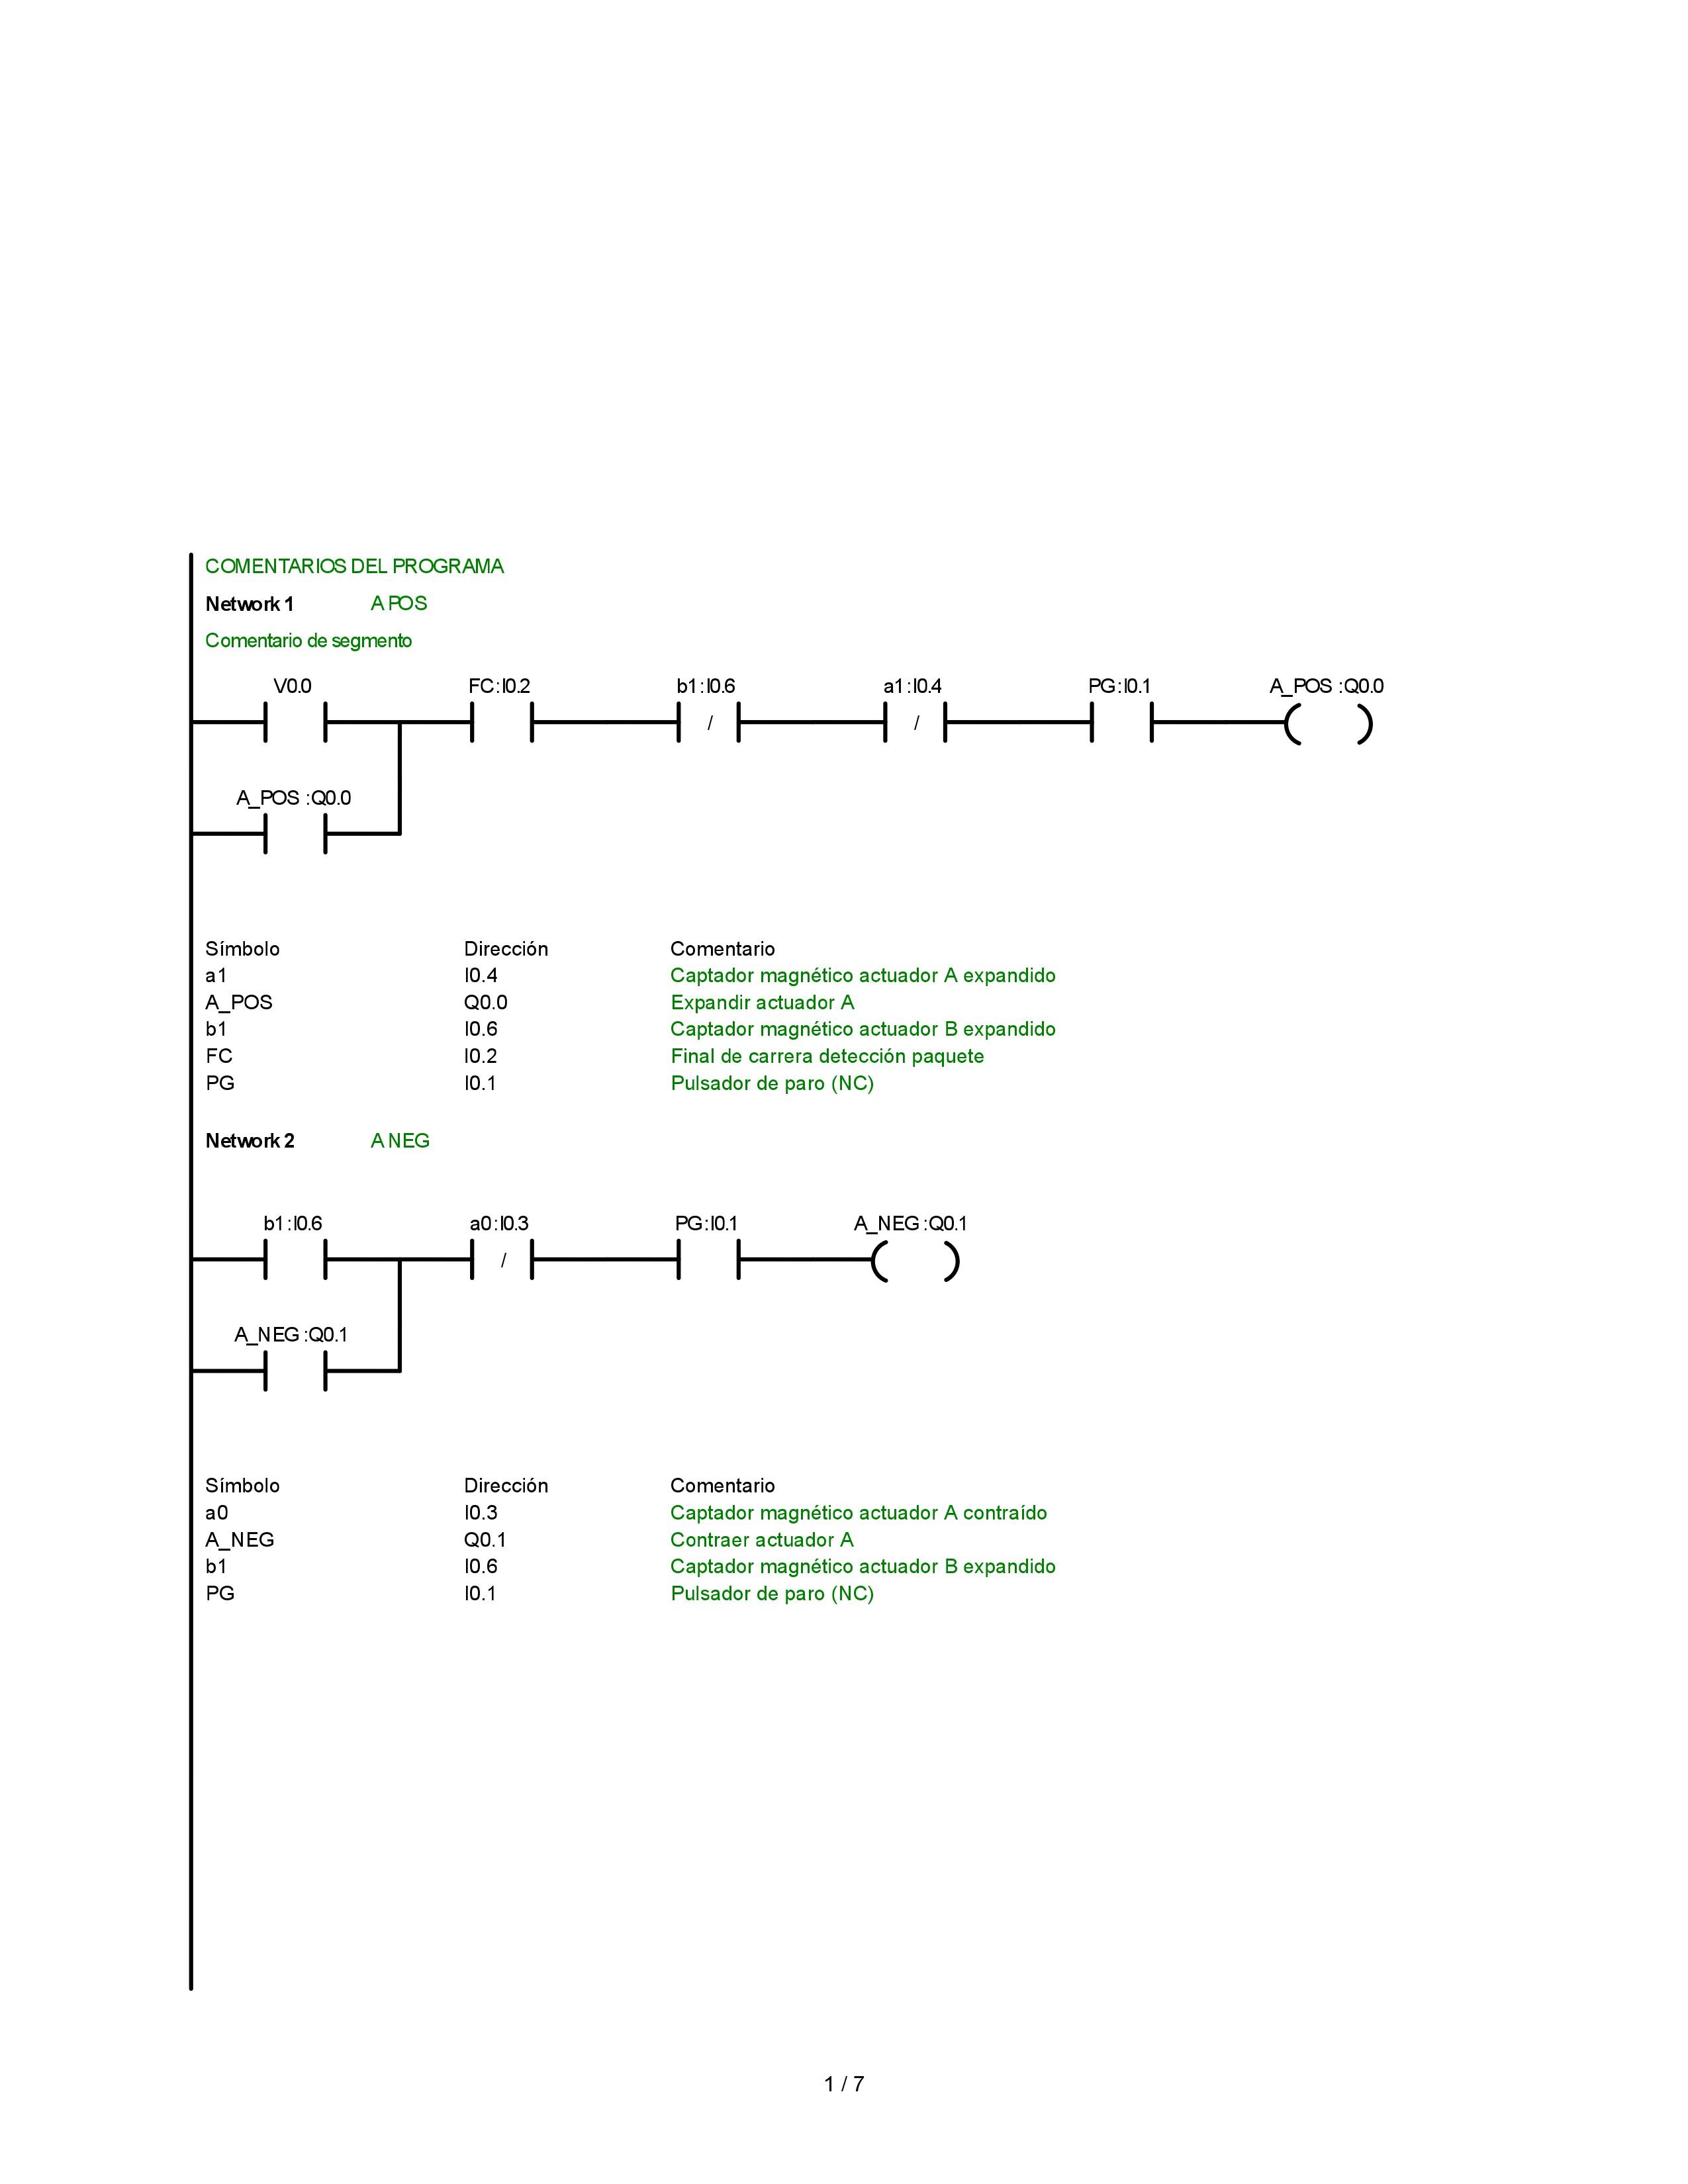 COMENTARIOS DEL PROGRAMA
Network 1 A POS
Comentario de segmento
V0.0 FC:I0.2 b1:I0.6 a1:I0.4 PG:I0.1 A_POS:Q0.0
/ /
A_POS:Q0.0
Símbolo Dirección Comentario
a1 I0.4 Captador magnético actuador A expandido
A_POS Q0.0 Expandir actuador A
b1 I0.6 Captador magnético actuador B expandido
FC I0.2 Final de carrera detección paquete
PG I0.1 Pulsador de paro (NC)
Network 2 A NEG
b1:I0.6 a0:I0.3 PG:I0.1 A_NEG:Q0.1
/
A_NEG:Q0.1
Símbolo Dirección Comentario
a0 I0.3 Captador magnético actuador A contraído
A_NEG Q0.1 Contraer actuador A
b1 I0.6 Captador magnético actuador B expandido
PG I0.1 Pulsador de paro (NC)
1 / 7